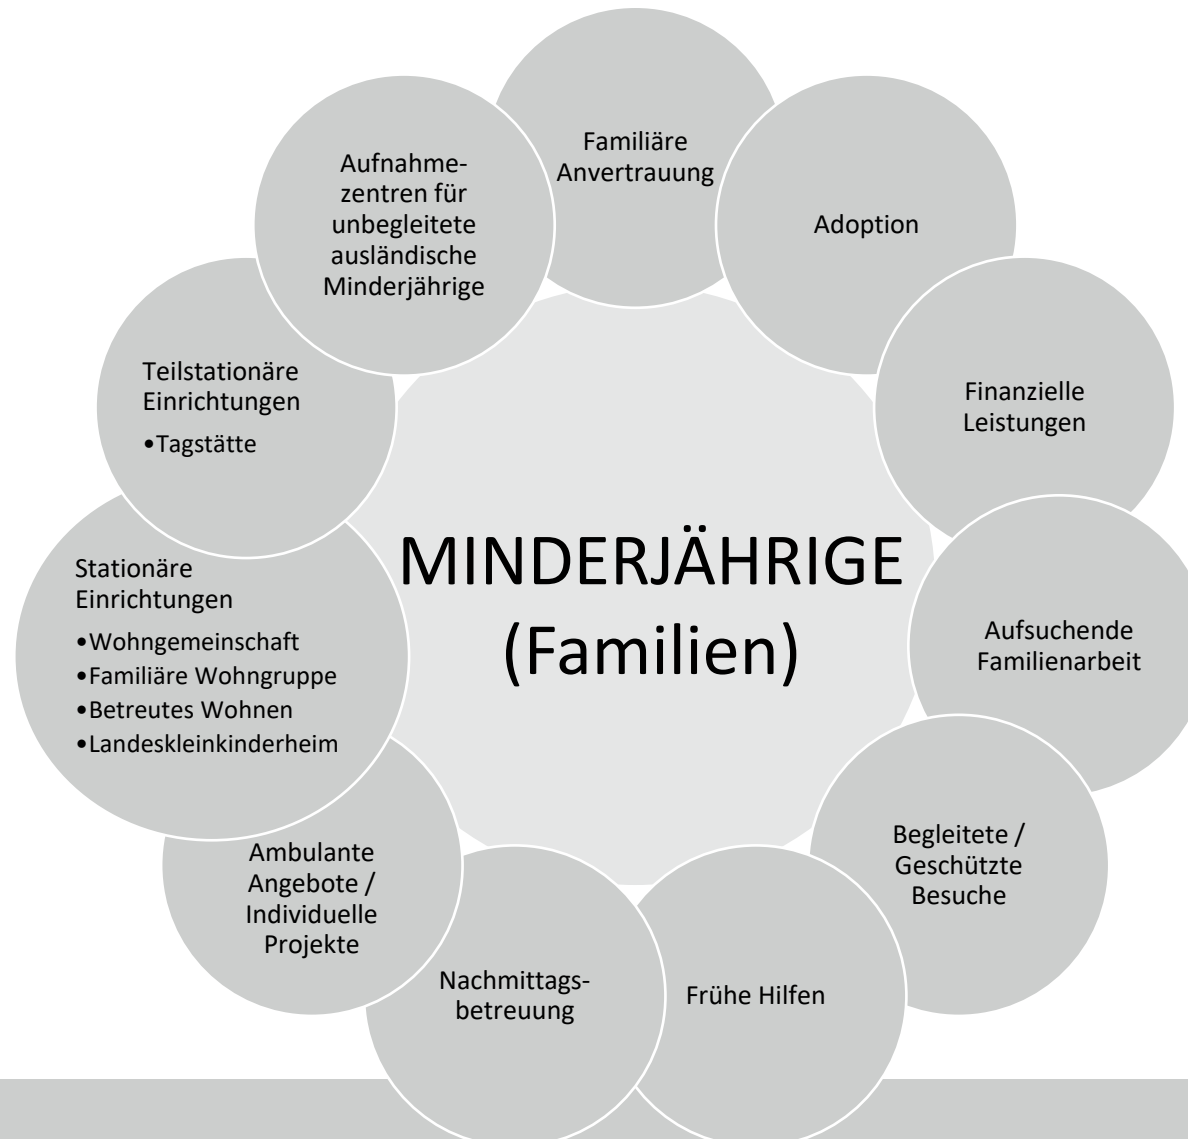 Familiäre
Anvertrauung
Adoption
Finanzielle
Leistungen
Aufsuchende
Familienarbeit
Begleitete /
Geschützte
Besuche
Frühe Hilfen
Nachmittags-
betreuung
Ambulante
Angebote /
Individuelle
Projekte
Stationäre
Einrichtungen
•Wohngemeinschaft
•Familiäre Wohngruppe
•Betreutes Wohnen
•Landeskleinkinderheim
Teilstationäre
Einrichtungen
•Tagstätte
Aufnahme-
zentren für
unbegleitete
ausländische
Minderjährige
MINDERJÄHRIGE
(Familien)